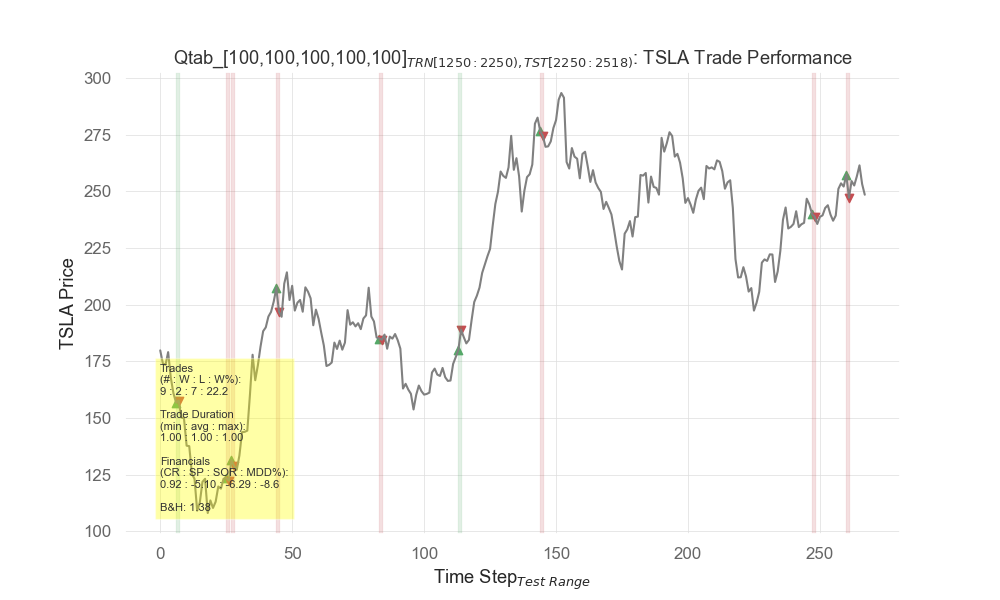 Qtab_[100,100,100,100,100]TRN[1250:2250),TST[2250:2518): TSLA Trade Performance
TSLA Price
300
275
250
225
200
175
150
125
100
Trades
(# : W : L : W%):
9 : 2 : 7 : 22.2
Trade Duration
(min : avg : max):
1.00 : 1.00 : 1.00
Financials
(CR : SP : SOR : MDD%):
0.92 : -5.10 : -6.29 : -8.6
B&H: 1.38
0 50 100 150 200 250
Time StepTest Range